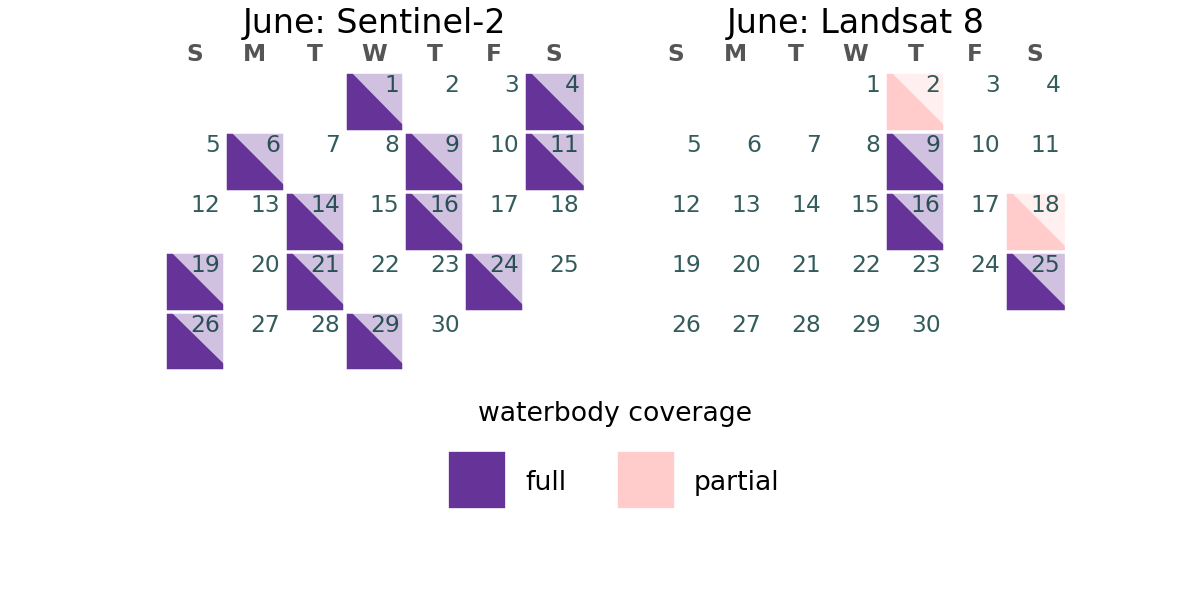 June: Sentinel-2
S M T W T F S
1 2 3 4
5 6 7 8 9 10 11
12 13 14 15 16 17 18
19 20 21 22 23 24 25
26 27 28 29 30
June: Landsat 8
S M T W T F S
1 2 3 4
5 6 7 8 9 10 11
12 13 14 15 16 17 18
19 20 21 22 23 24 25
26 27 28 29 30
waterbody coverage
full partial